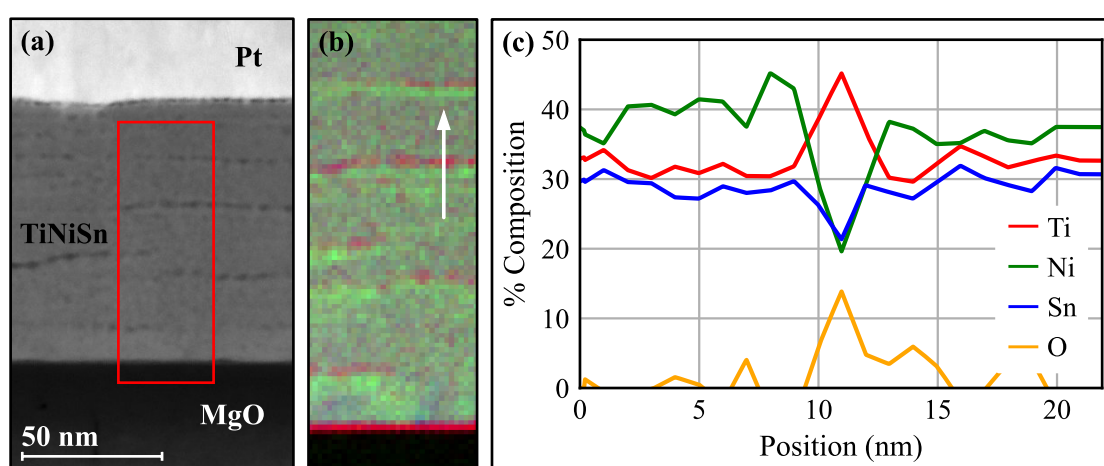 (a)
Pt
TiNiSn
MgO
50 nm
(b)
(c)
50
40
30
20
10
0
% Composition
Ti
Ni
Sn
O
0 5 10 15 20
Position (nm)